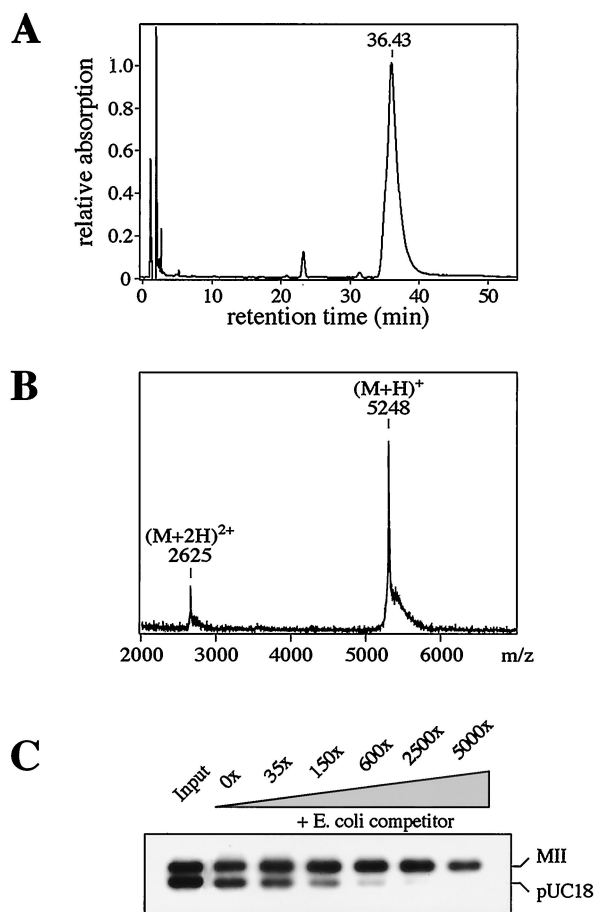 A
36.43
1.0
0.8
0.6
0.4
0.2
0
relative absorption
0 10 20 30 40 50
retention time (min)
B
(M+H)+
5248
(M+2H)2+
2625
2000 3000 4000 5000 6000 m/z
C
Input 0x 35x 150x 600x 2500x 5000x
+ E. coli competitor
MII
pUC18